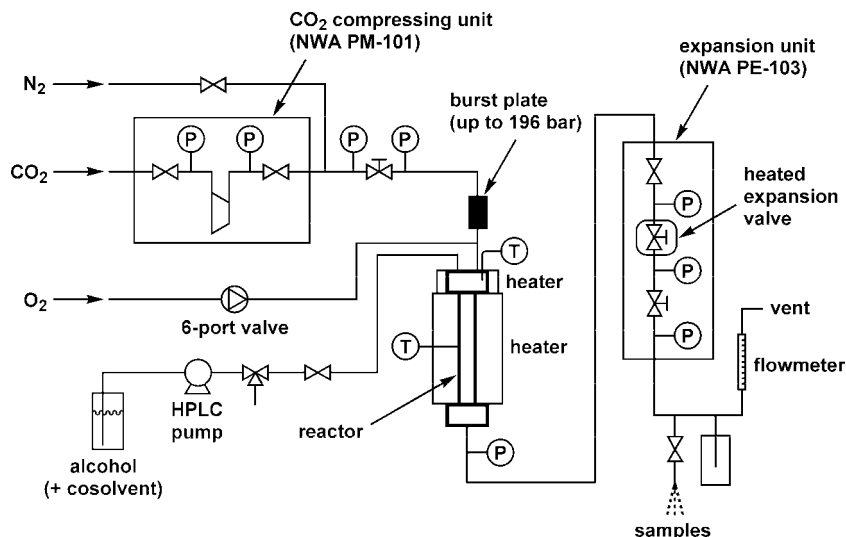 CO₂ compressing unit
(NWA PM-101)
expansion unit
(NWA PE-103)
N₂
burst plate
(up to 196 bar)
P
P
P
P
CO₂
heated
expansion
valve
P
T
heater
P
O₂
6-port valve
vent
P
T
heater
flowmeter
HPLC
pump
reactor
P
alcohol
(+ cosolvent)
samples